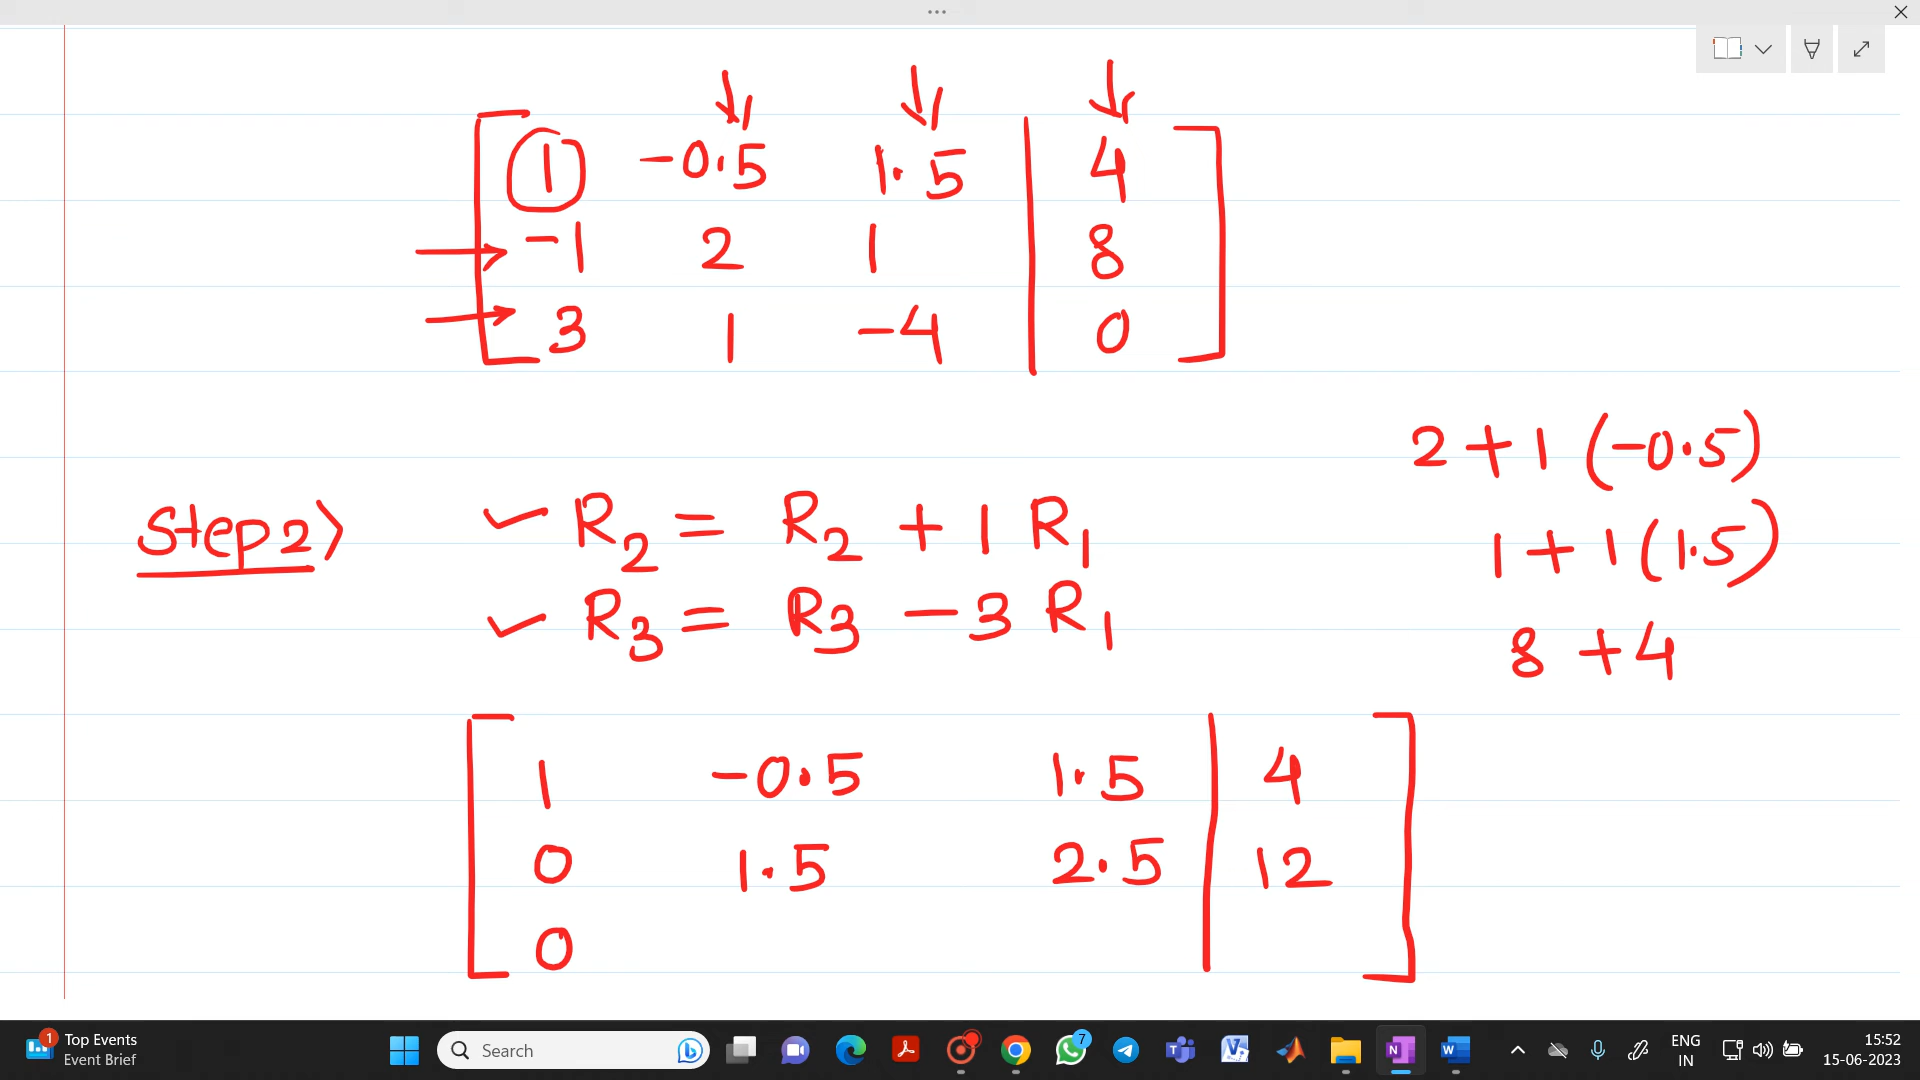 1 -0.5 1.5 4
-1 2 1 8
3 1 -4 0
2 + 1 (-0.5)
Step2> R2 = R2 + 1 R1
1 + 1 (1.5)
R3 = R3 - 3 R1
8 + 4
1 -0.5 1.5 4
0 1.5 2.5 12
0
1
Top Events
Event Brief
Search
7
ENG
IN
15:52
15-06-2023